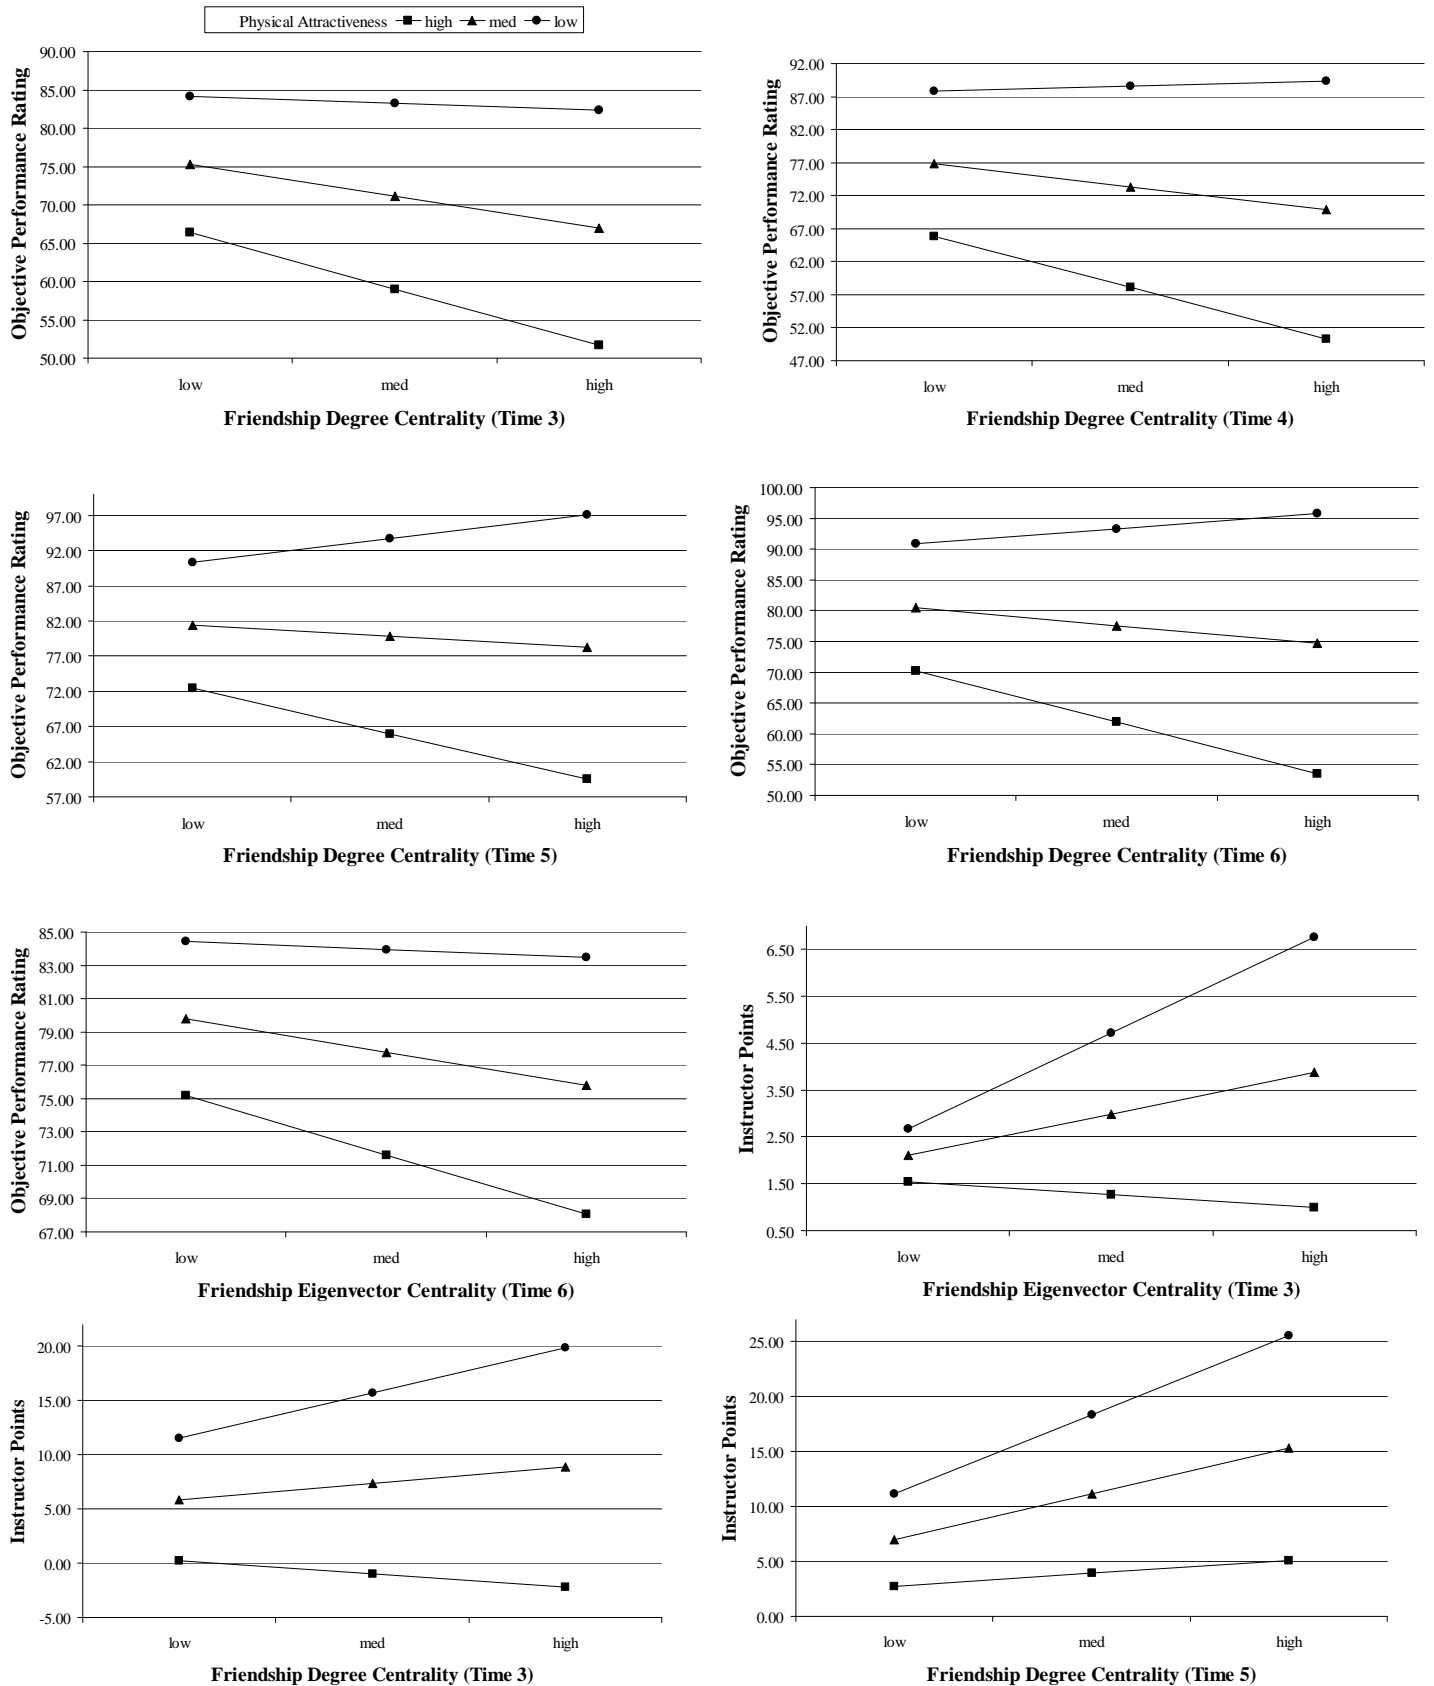 Physical Attractiveness high med low
Objective Performance Rating
90.00
85.00
80.00
75.00
70.00
65.00
60.00
55.00
50.00
low med high
Friendship Degree Centrality (Time 3)
Objective Performance Rating
92.00
87.00
82.00
77.00
72.00
67.00
62.00
57.00
52.00
47.00
low med high
Friendship Degree Centrality (Time 4)
Objective Performance Rating
97.00
92.00
87.00
82.00
77.00
72.00
67.00
62.00
57.00
low med high
Friendship Degree Centrality (Time 5)
Objective Performance Rating
100.00
95.00
90.00
85.00
80.00
75.00
70.00
65.00
60.00
55.00
50.00
low med high
Friendship Degree Centrality (Time 6)
Objective Performance Rating
85.00
83.00
81.00
79.00
77.00
75.00
73.00
71.00
69.00
67.00
low med high
Friendship Eigenvector Centrality (Time 6)
Instructor Points
6.50
5.50
4.50
3.50
2.50
1.50
0.50
low med high
Friendship Eigenvector Centrality (Time 3)
Instructor Points
20.00
15.00
10.00
5.00
0.00
-5.00
low med high
Friendship Degree Centrality (Time 3)
Instructor Points
25.00
20.00
15.00
10.00
5.00
0.00
low med high
Friendship Degree Centrality (Time 5)